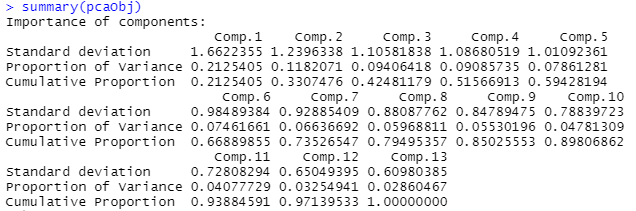 > summary(pcaObj)
Importance of components:
Comp.1 Comp.2 Comp.3 Comp.4 Comp.5
Standard deviation 1.6622355 1.2396338 1.10581838 1.08680519 1.01092361
Proportion of Variance 0.2125405 0.1182071 0.09406418 0.09085735 0.07861281
Cumulative Proportion 0.2125405 0.3307476 0.42481179 0.51566913 0.59428194
Comp.6 Comp.7 Comp.8 Comp.9 Comp.10
Standard deviation 0.98489384 0.92885409 0.88087762 0.84789475 0.78839723
Proportion of Variance 0.07461661 0.06636692 0.05968811 0.05530196 0.04781309
Cumulative Proportion 0.66889855 0.73526547 0.79495357 0.85025553 0.89806862
Comp.11 Comp.12 Comp.13
Standard deviation 0.72808294 0.65049395 0.60980385
Proportion of Variance 0.04077729 0.03254941 0.02860467
Cumulative Proportion 0.93884591 0.97139533 1.00000000